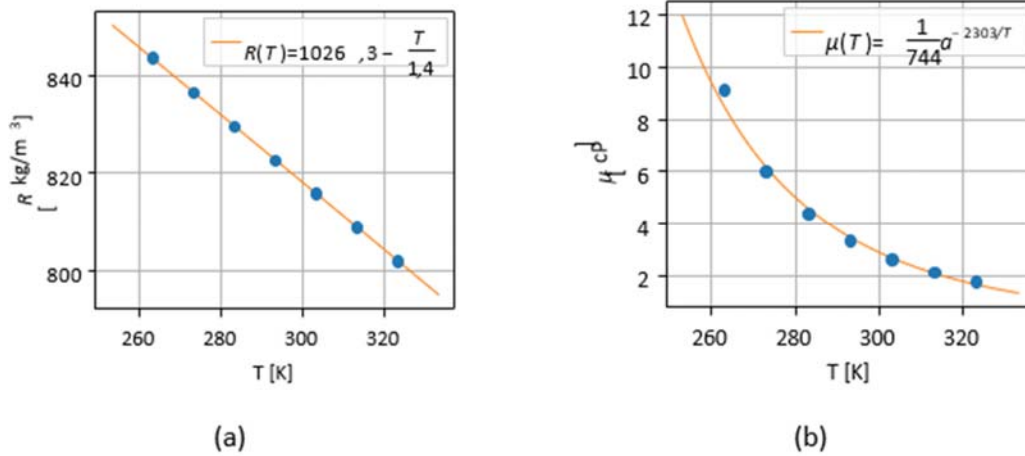 R(T)=1026 ,3 − T/1,4
840
820
800
R kg/m 3]
[
260 280 300 320
T [K]
(a)
μ(T)= 1/744 a− 2303/T
12
10
8
6
4
2
μ[ cP]
260 280 300 320
T [K]
(b)